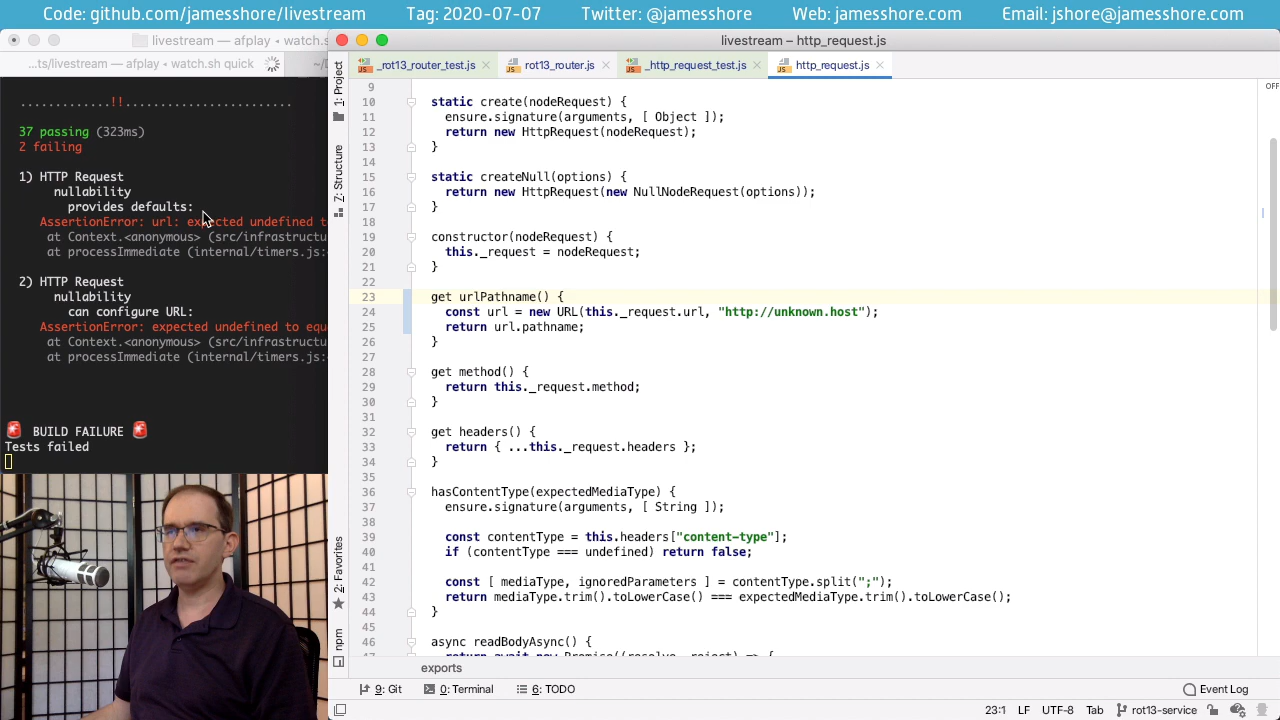 Code: github.com/jamesshore/livestream Tag: 2020-07-07 Twitter: @jamesshore Web: jamesshore.com Email: jshore@jamesshore.com
livestream — afplay ◂ watch.sh
...ts/livestream — afplay ◂ watch.sh quick
.............!!........................
37 passing (323ms)
2 failing
1) HTTP Request
nullability
provides defaults:
AssertionError: url: expected undefined
at Context.<anonymous> (src/infrastructu
at processImmediate (internal/timers.js:
2) HTTP Request
nullability
can configure URL:
AssertionError: expected undefined to equ
at Context.<anonymous> (src/infrastructu
at processImmediate (internal/timers.js:
🚨 BUILD FAILURE 🚨
Tests failed
livestream – http_request.js
_rot13_router_test.js rot13_router.js _http_request_test.js http_request.js
1: Project
7: Structure
2: Favorites
npm
OFF
9
10 static create(nodeRequest) {
11 ensure.signature(arguments, [ Object ]);
12 return new HttpRequest(nodeRequest);
13 }
14
15 static createNull(options) {
16 return new HttpRequest(new NullNodeRequest(options));
17 }
18
19 constructor(nodeRequest) {
20 this._request = nodeRequest;
21 }
22
23 get urlPathname() {
24 const url = new URL(this._request.url, "http://unknown.host");
25 return url.pathname;
26 }
27
28 get method() {
29 return this._request.method;
30 }
31
32 get headers() {
33 return { ...this._request.headers };
34 }
35
36 hasContentType(expectedMediaType) {
37 ensure.signature(arguments, [ String ]);
38
39 const contentType = this.headers["content-type"];
40 if (contentType === undefined) return false;
41
42 const [ mediaType, ignoredParameters ] = contentType.split(";");
43 return mediaType.trim().toLowerCase() === expectedMediaType.trim().toLowerCase();
44 }
45
46 async readBodyAsync() {
47 return await new Promise((resolve, reject) => {
exports
9: Git 0: Terminal 6: TODO Event Log
23:1 LF UTF-8 Tab rot13-service